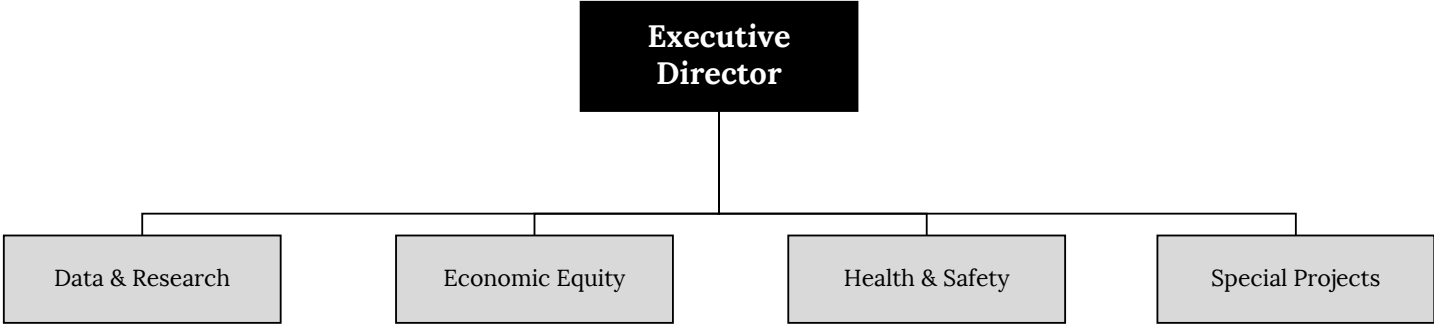 Executive
Director
Data & Research
Economic Equity
Health & Safety
Special Projects